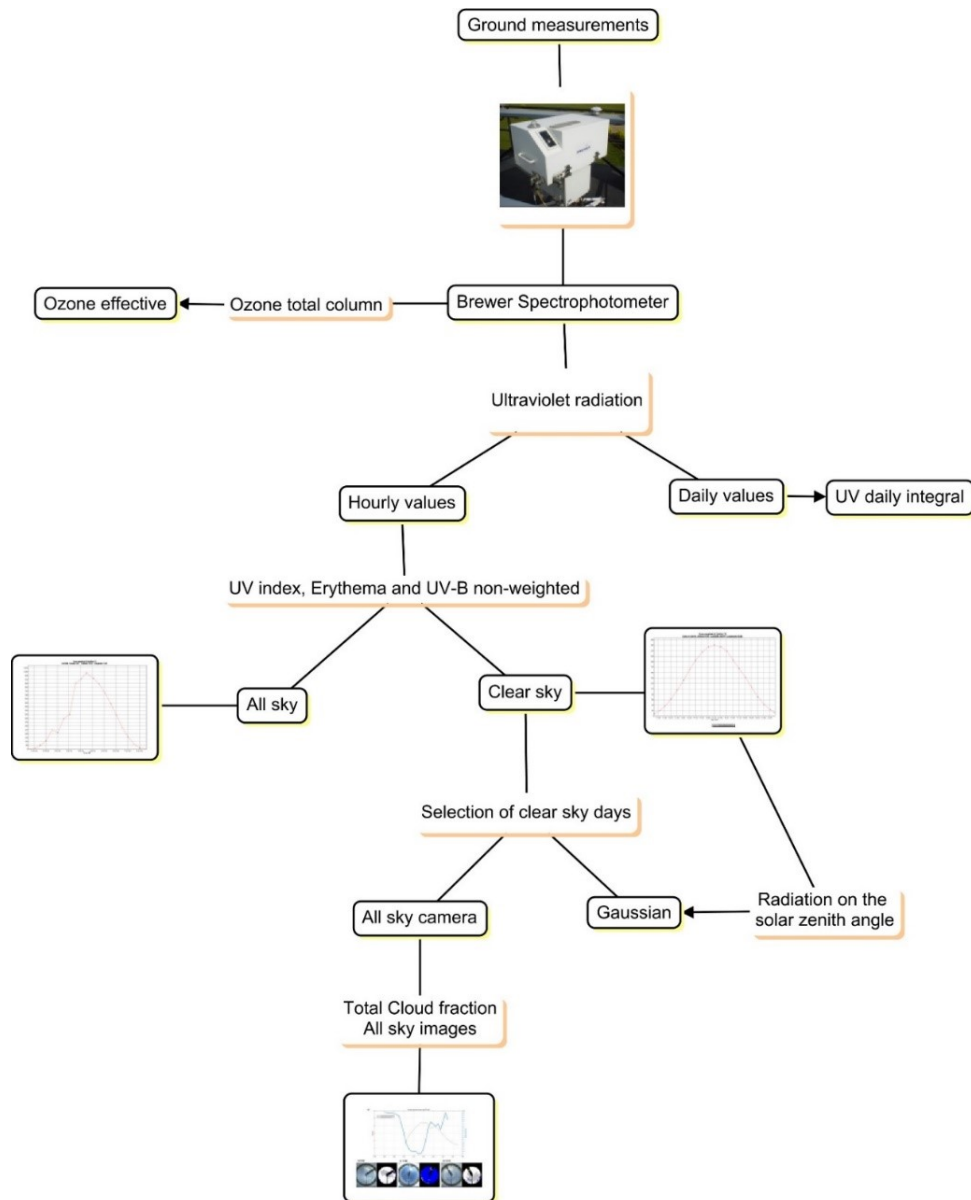 Ground measurements
Ozone effective
Ozone total column
Brewer Spectrophotometer
Ultraviolet radiation
Hourly values
Daily values
UV daily integral
UV index, Erythema and UV-B non-weighted
All sky
Clear sky
Selection of clear sky days
All sky camera
Gaussian
Radiation on the
solar zenith angle
Total Cloud fraction
All sky images